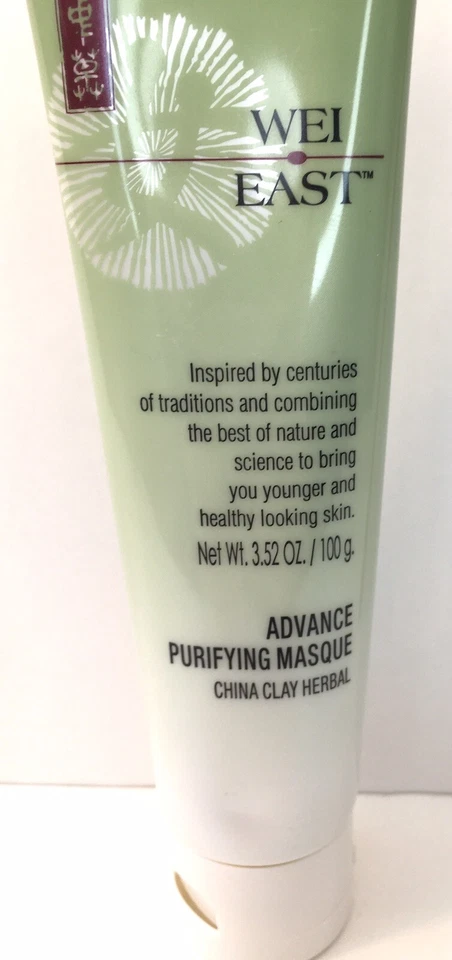 WEI
EAST™
Inspired by centuries
of traditions and combining
the best of nature and
science to bring
you younger and
healthy looking skin.
Net Wt. 3.52 OZ. / 100 g.
ADVANCE
PURIFYING MASQUE
CHINA CLAY HERBAL